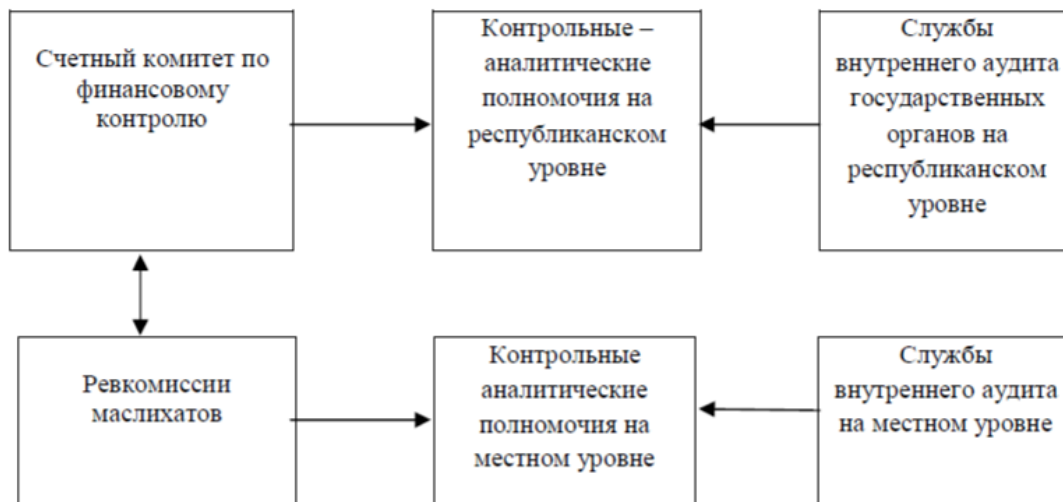 Счетный комитет по
финансовому
контролю
Контрольные –
аналитические
полномочия на
республиканском
уровне
Службы
внутреннего аудита
государственных
органов на
республиканском
уровне
Ревкомиссии
маслихатов
Контрольные
аналитические
полномочия на
местном уровне
Службы
внутреннего аудита
на местном уровне